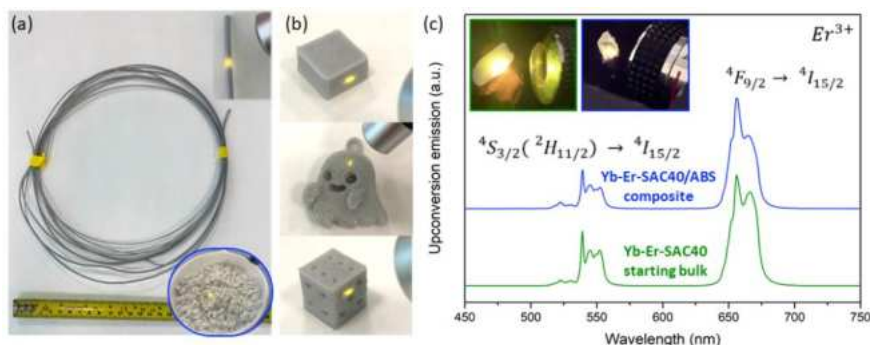 (a)
(b)
(c)
Er³⁺
⁴F₉/₂ → ⁴I₁₅/₂
⁴S₃/₂( ²H₁₁/₂) → ⁴I₁₅/₂
Yb-Er-SAC40/ABS
composite
Yb-Er-SAC40
starting bulk
Upconversion emission (a.u.)
450 500 550 600 650 700 750
Wavelength (nm)